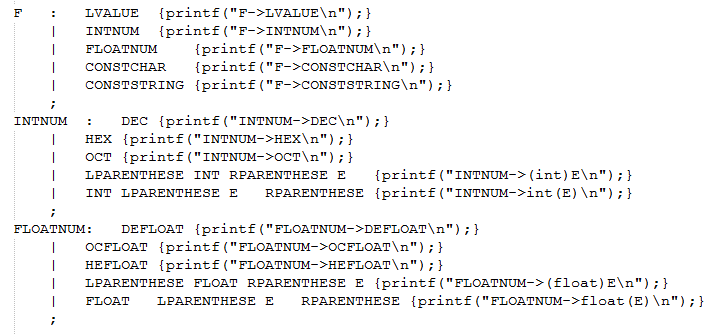 F   :   LVALUE  {printf("F->LVALUE\n");}
    |   INTNUM  {printf("F->INTNUM\n");}
    |   FLOATNUM    {printf("F->FLOATNUM\n");}
    |   CONSTCHAR   {printf("F->CONSTCHAR\n");}
    |   CONSTSTRING {printf("F->CONSTSTRING\n");}
    ;
INTNUM  :   DEC {printf("INTNUM->DEC\n");}
    |   HEX {printf("INTNUM->HEX\n");}
    |   OCT {printf("INTNUM->OCT\n");}
    |   LPARENTHESE INT RPARENTHESE E   {printf("INTNUM->(int)E\n");}
    |   INT LPARENTHESE E   RPARENTHESE {printf("INTNUM->int(E)\n");}
    ;
FLOATNUM:   DEFLOAT {printf("FLOATNUM->DEFLOAT\n");}
    |   OCFLOAT {printf("FLOATNUM->OCFLOAT\n");}
    |   HEFLOAT {printf("FLOATNUM->HEFLOAT\n");}
    |   LPARENTHESE FLOAT RPARENTHESE E {printf("FLOATNUM->(float)E\n");}
    |   FLOAT   LPARENTHESE E   RPARENTHESE {printf("FLOATNUM->float(E)\n");}
    ;